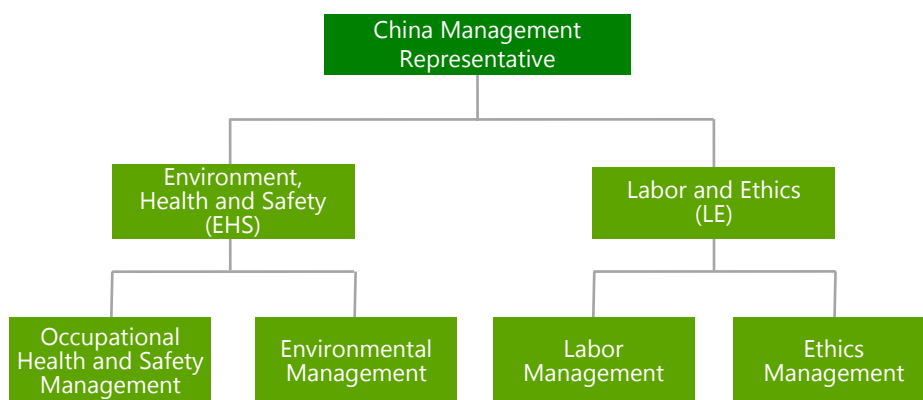 China Management
Representative
Environment,
Health and Safety
(EHS)
Labor and Ethics
(LE)
Occupational
Health and Safety
Management
Environmental
Management
Labor
Management
Ethics
Management